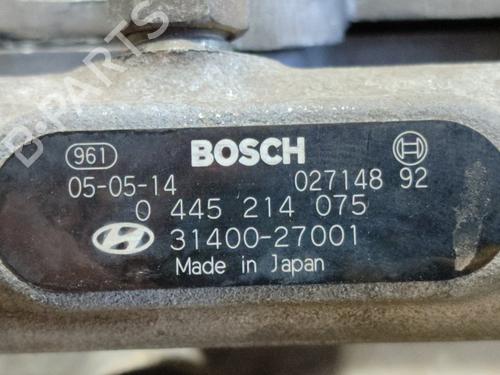 B-PARTS
961 BOSCH
05-05-14 027148 92
0 445 214 075
31400-27001
Made in Japan